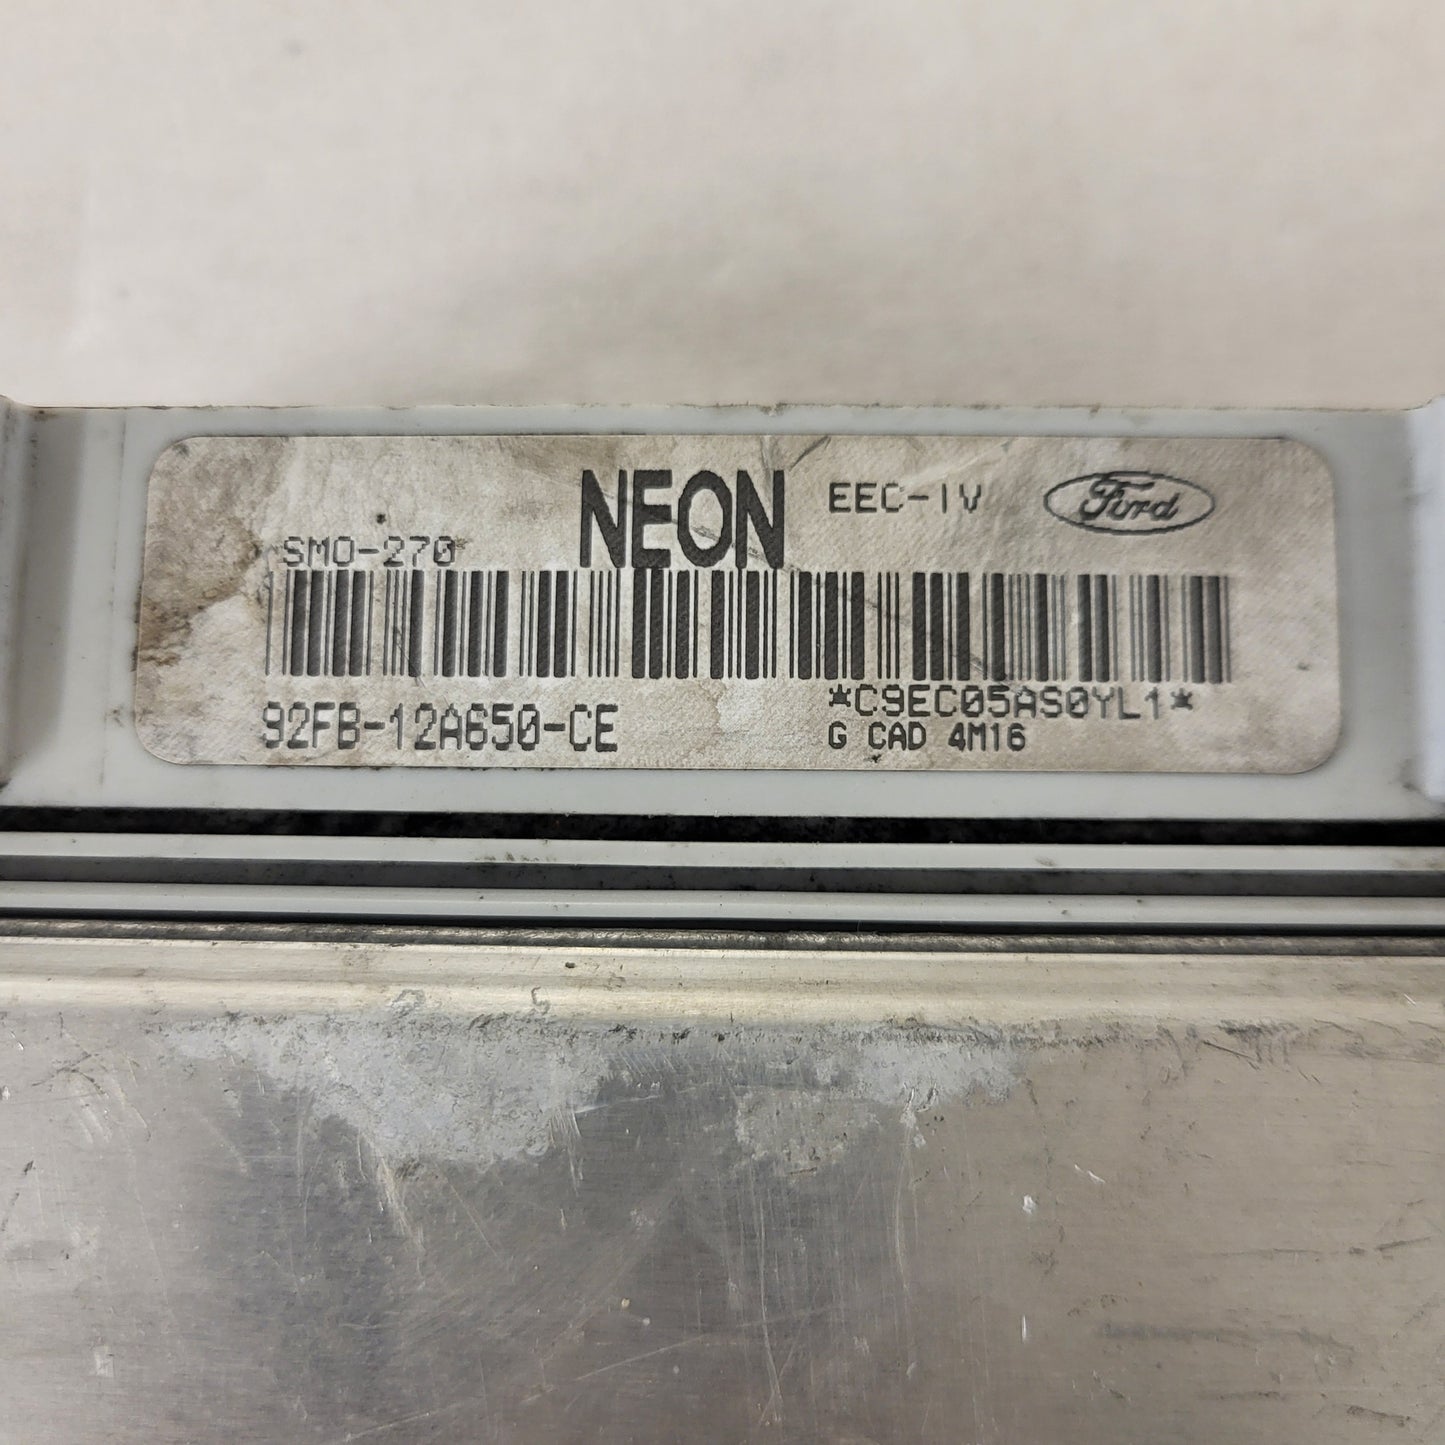 NEON EEC-IV Ford
SMO-270
92FB-12A650-CE *C9EC05AS0YL1*
G CAD 4M16